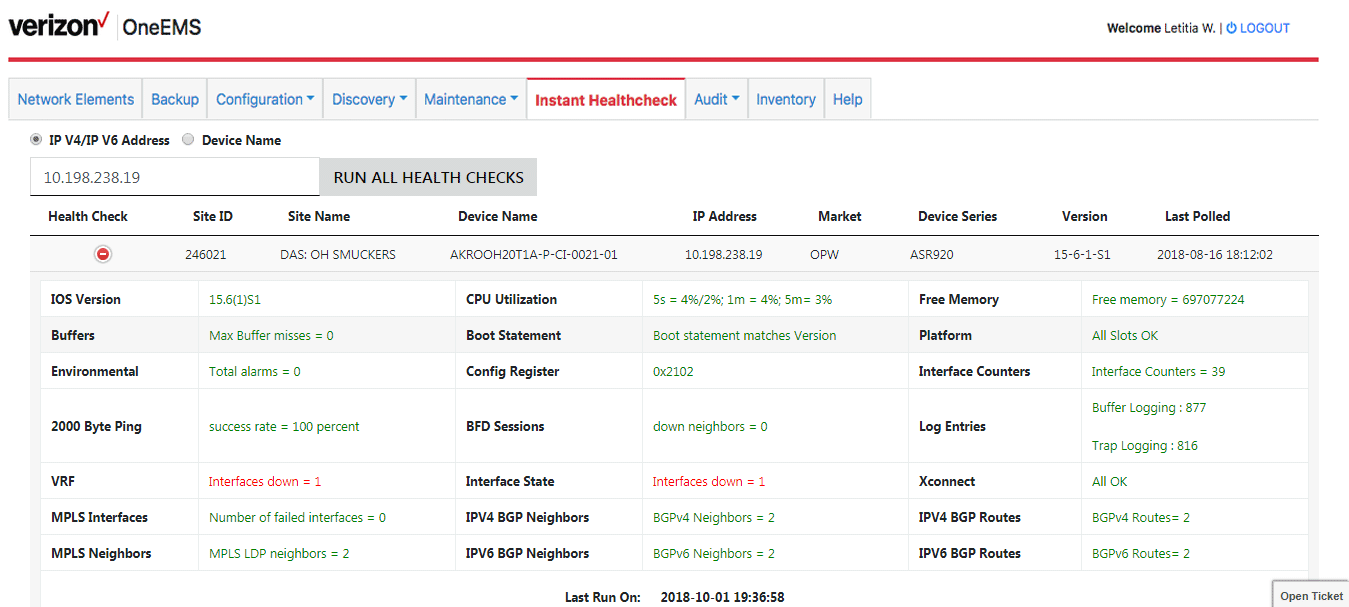 verizon OneEMS
Welcome Letitia W. | LOGOUT
Network Elements Backup Configuration Discovery Maintenance Instant Healthcheck Audit Inventory Help
IP V4/IP V6 Address Device Name
10.198.238.19 RUN ALL HEALTH CHECKS
Health Check Site ID Site Name Device Name IP Address Market Device Series Version Last Polled
246021 DAS: OH SMUCKERS AKROOH20T1A-P-CI-0021-01 10.198.238.19 OPW ASR920 15-6-1-S1 2018-08-16 18:12:02
IOS Version 15.6(1)S1 CPU Utilization 5s = 4%/2%; 1m = 4%; 5m= 3% Free Memory Free memory = 697077224
Buffers Max Buffer misses = 0 Boot Statement Boot statement matches Version Platform All Slots OK
Environmental Total alarms = 0 Config Register 0x2102 Interface Counters Interface Counters = 39
2000 Byte Ping success rate = 100 percent BFD Sessions down neighbors = 0 Log Entries Buffer Logging : 877
Trap Logging : 816
VRF Interfaces down = 1 Interface State Interfaces down = 1 Xconnect All OK
MPLS Interfaces Number of failed interfaces = 0 IPV4 BGP Neighbors BGPv4 Neighbors = 2 IPV4 BGP Routes BGPv4 Routes= 2
MPLS Neighbors MPLS LDP neighbors = 2 IPV6 BGP Neighbors BGPv6 Neighbors = 2 IPV6 BGP Routes BGPv6 Routes= 2
Last Run On: 2018-10-01 19:36:58
Open Ticket